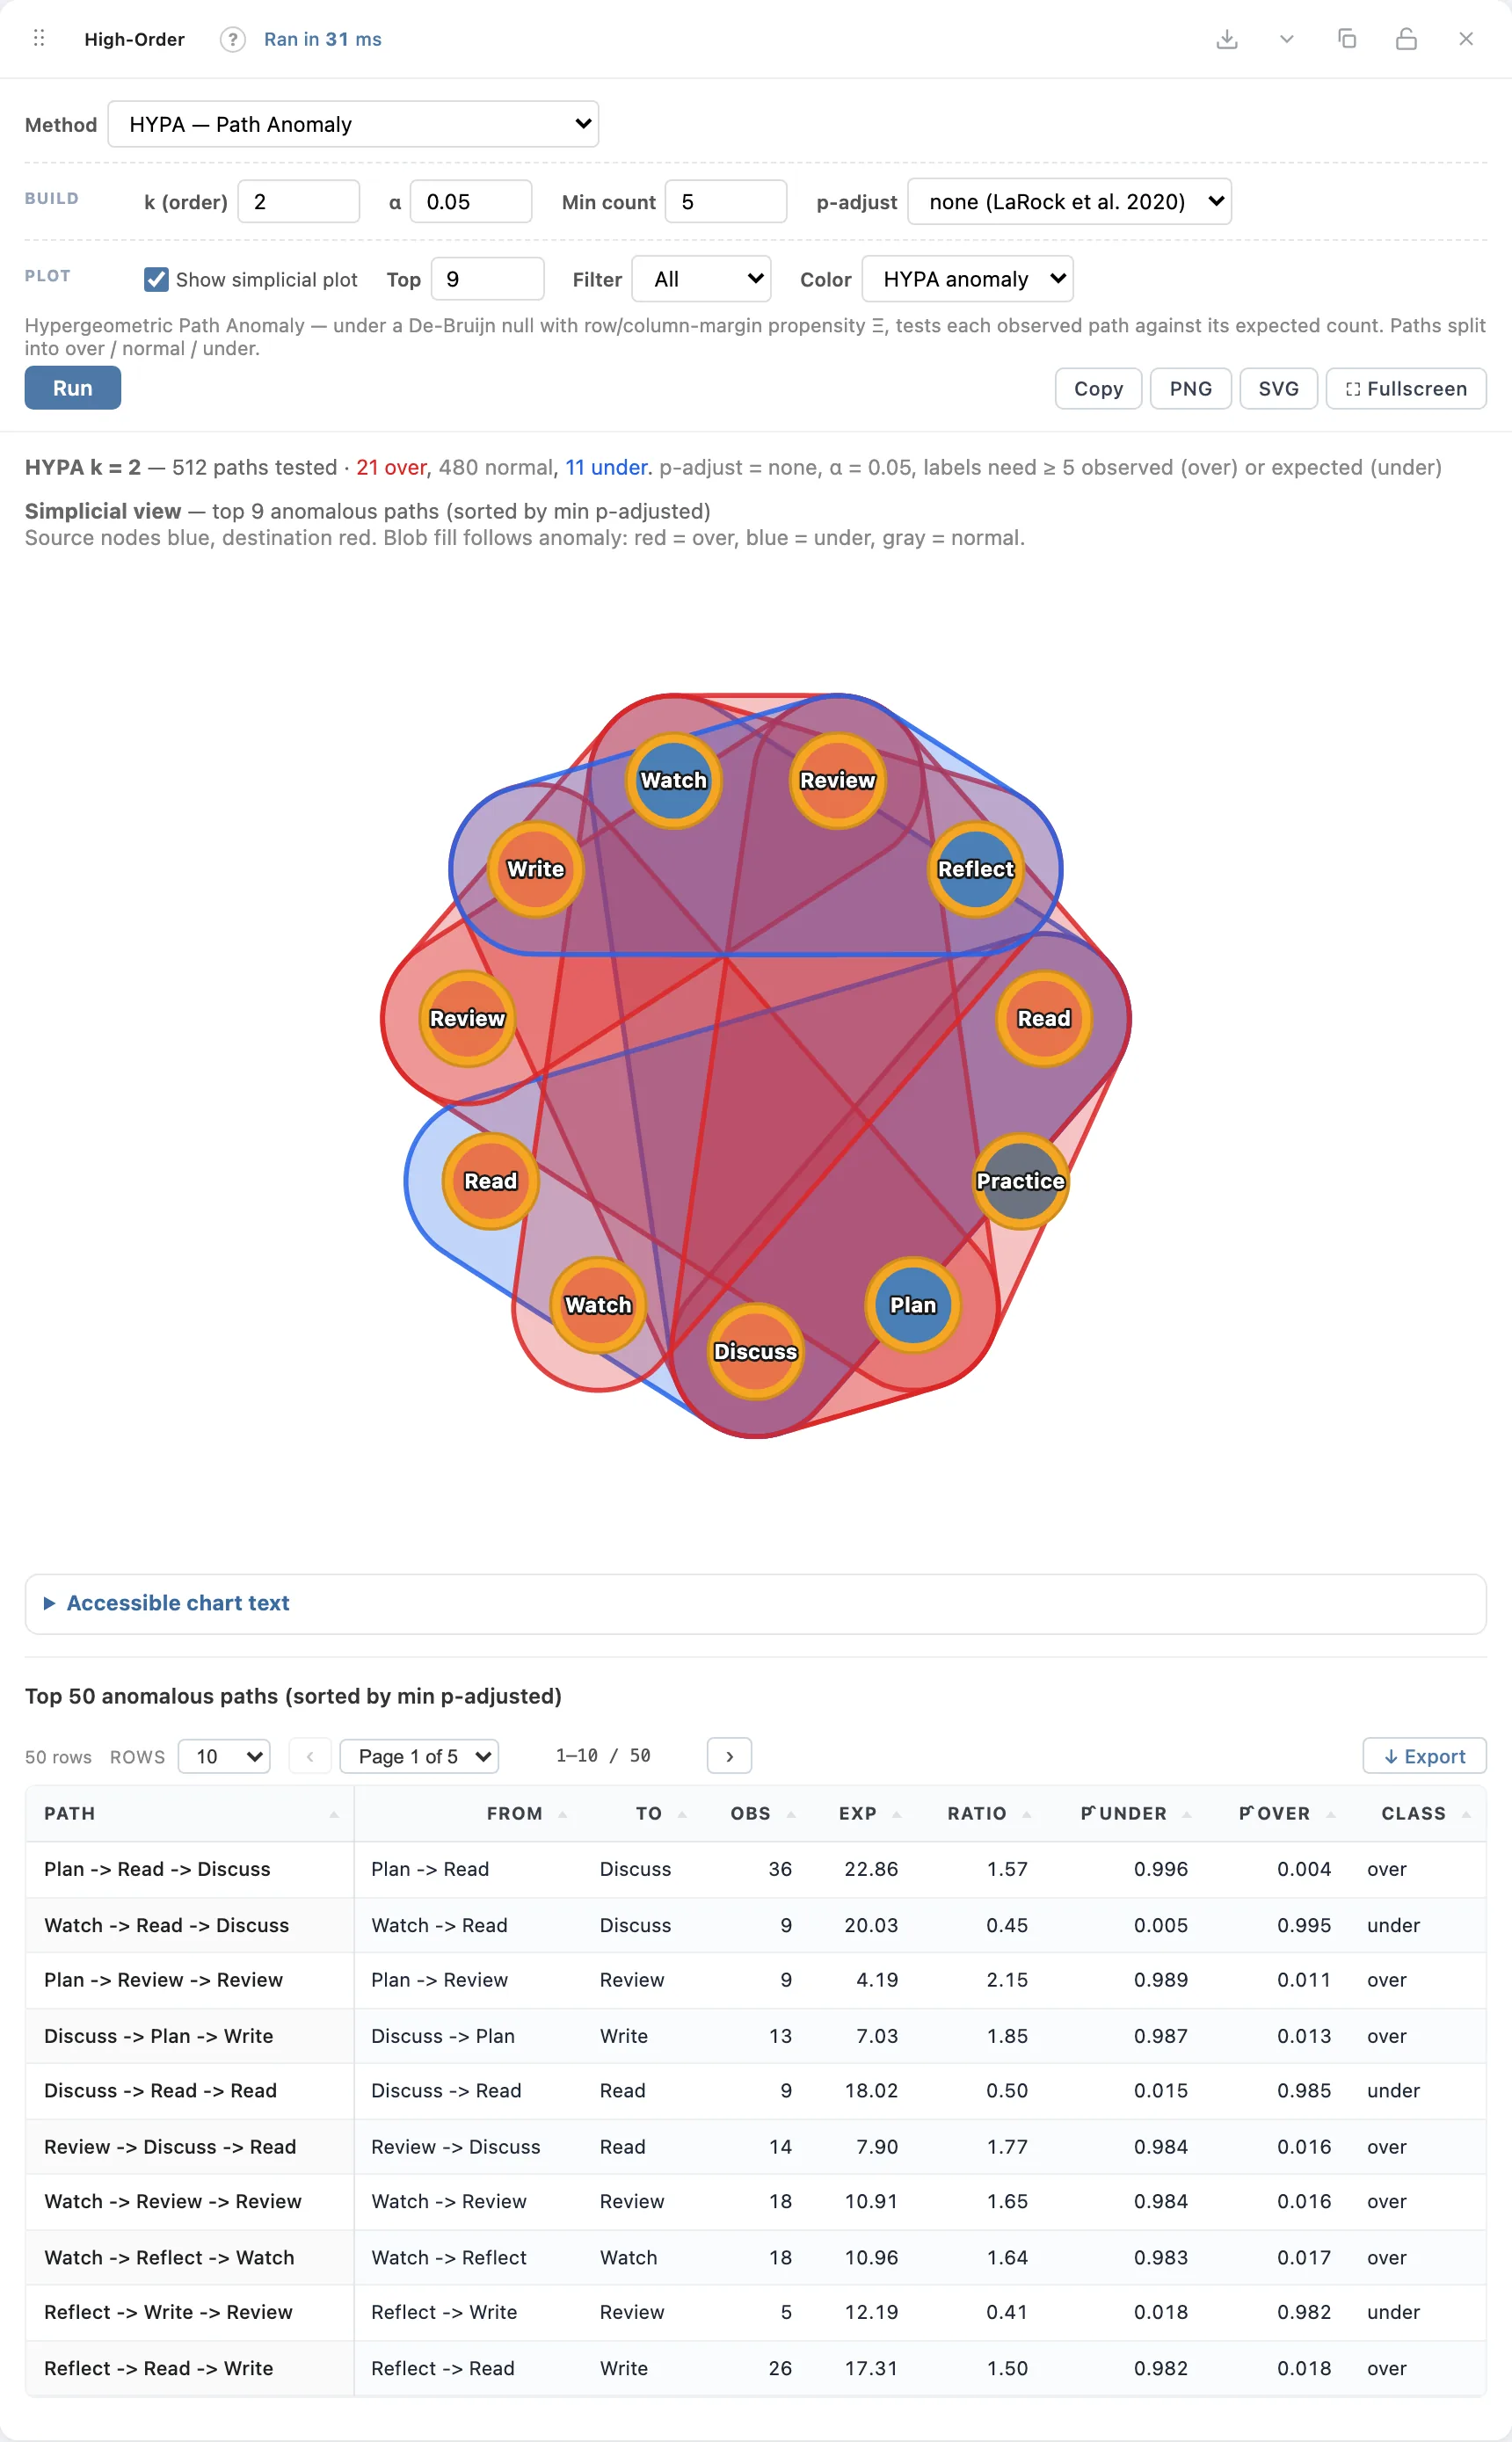 High-Order ? Ran in 31 ms
Method HYPA — Path Anomaly
BUILD k (order) 2 α 0.05 Min count 5 p-adjust none (LaRock et al. 2020)
PLOT Show simplicial plot Top 9 Filter All Color HYPA anomaly
Hypergeometric Path Anomaly — under a De-Bruijn null with row/column-margin propensity Ξ, tests each observed path against its expected count. Paths split
into over / normal / under.
Run Copy PNG SVG Fullscreen
HYPA k = 2 — 512 paths tested · 21 over, 480 normal, 11 under. p-adjust = none, α = 0.05, labels need ≥ 5 observed (over) or expected (under)
Simplicial view — top 9 anomalous paths (sorted by min p-adjusted)
Source nodes blue, destination red. Blob fill follows anomaly: red = over, blue = under, gray = normal.
Watch Review
Write Reflect
Review Read
Read Practice
Watch Plan
Discuss
Accessible chart text
Top 50 anomalous paths (sorted by min p-adjusted)
50 rows ROWS 10 ‹ Page 1 of 5 1–10 / 50 › ↓ Export
PATH FROM TO OBS EXP RATIO P̂ UNDER P̂ OVER CLASS
Plan -> Read -> Discuss Plan -> Read Discuss 36 22.86 1.57 0.996 0.004 over
Watch -> Read -> Discuss Watch -> Read Discuss 9 20.03 0.45 0.005 0.995 under
Plan -> Review -> Review Plan -> Review Review 9 4.19 2.15 0.989 0.011 over
Discuss -> Plan -> Write Discuss -> Plan Write 13 7.03 1.85 0.987 0.013 over
Discuss -> Read -> Read Discuss -> Read Read 9 18.02 0.50 0.015 0.985 under
Review -> Discuss -> Read Review -> Discuss Read 14 7.90 1.77 0.984 0.016 over
Watch -> Review -> Review Watch -> Review Review 18 10.91 1.65 0.984 0.016 over
Watch -> Reflect -> Watch Watch -> Reflect Watch 18 10.96 1.64 0.983 0.017 over
Reflect -> Write -> Review Reflect -> Write Review 5 12.19 0.41 0.018 0.982 under
Reflect -> Read -> Write Reflect -> Read Write 26 17.31 1.50 0.982 0.018 over